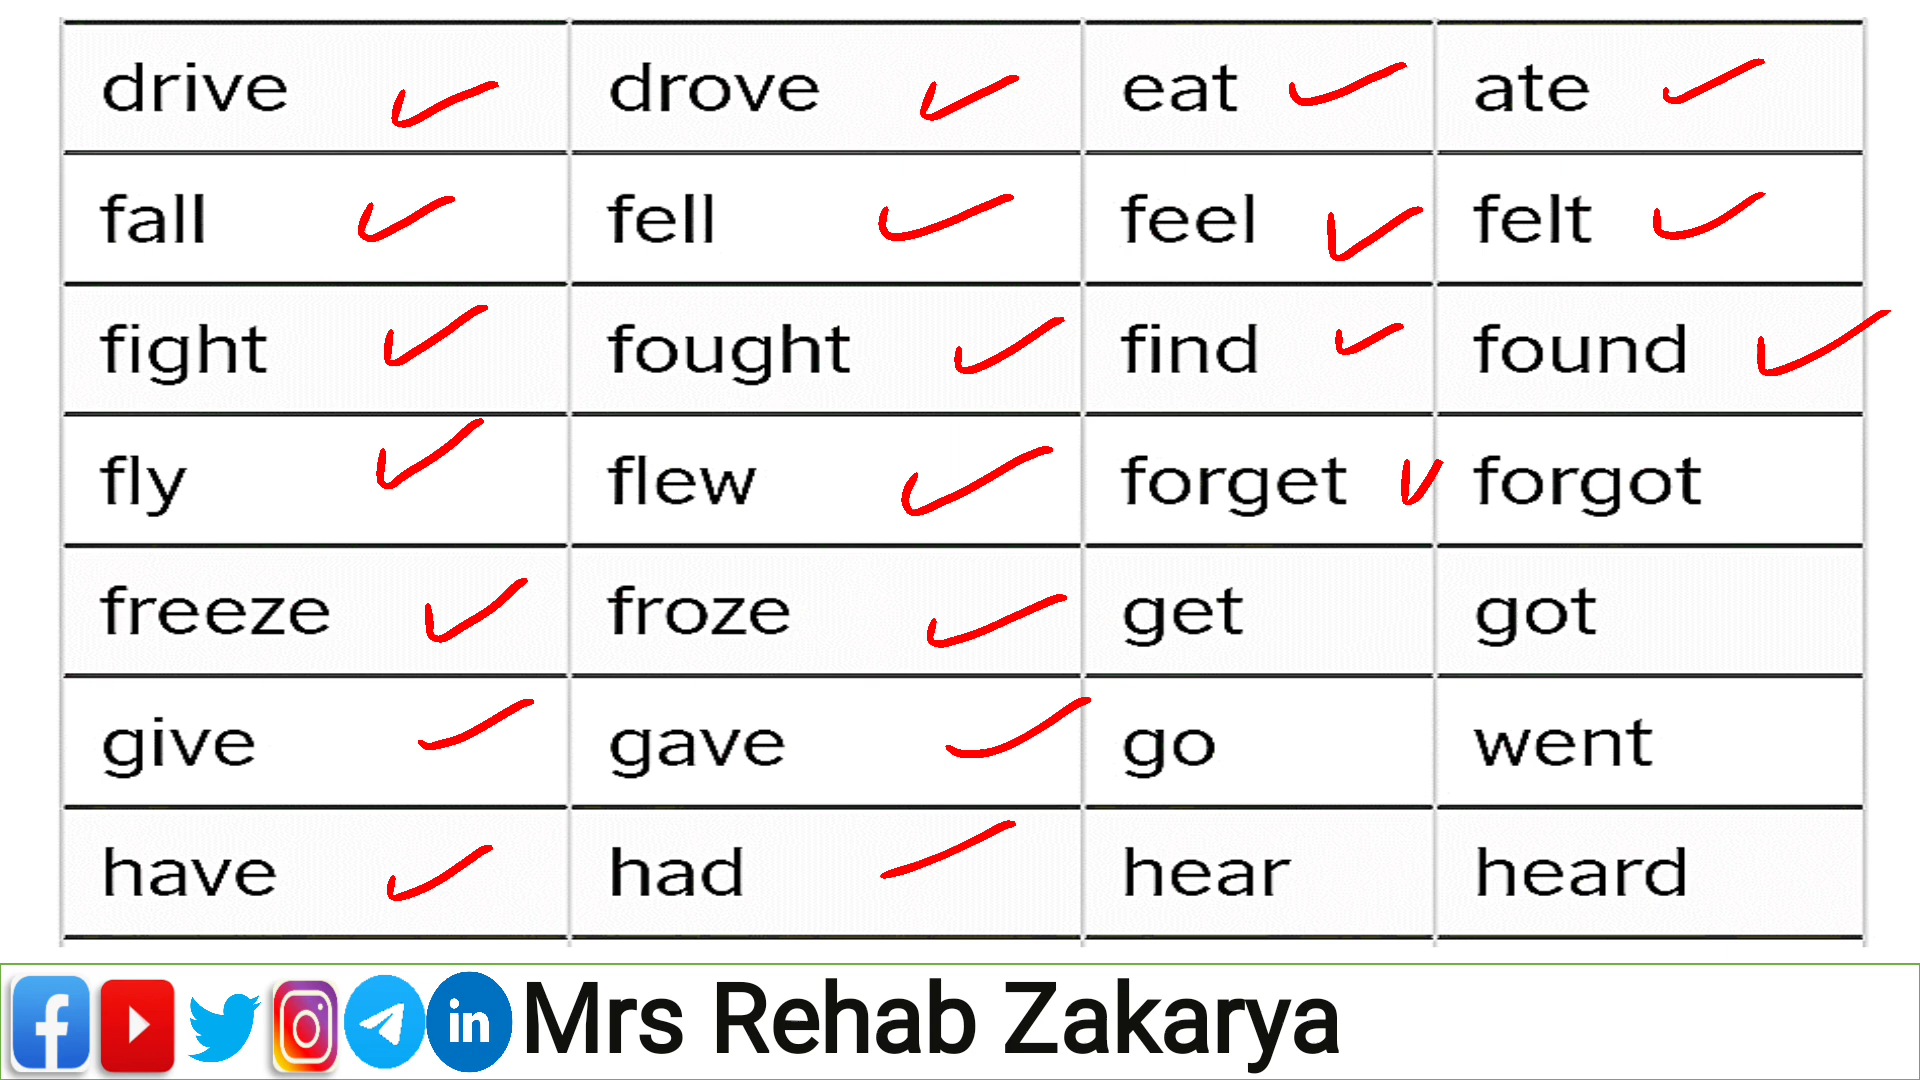 drive drove eat ate
fall fell feel felt
fight fought find found
fly flew forget forgot
freeze froze get got
give gave go went
have had hear heard
Mrs Rehab Zakarya